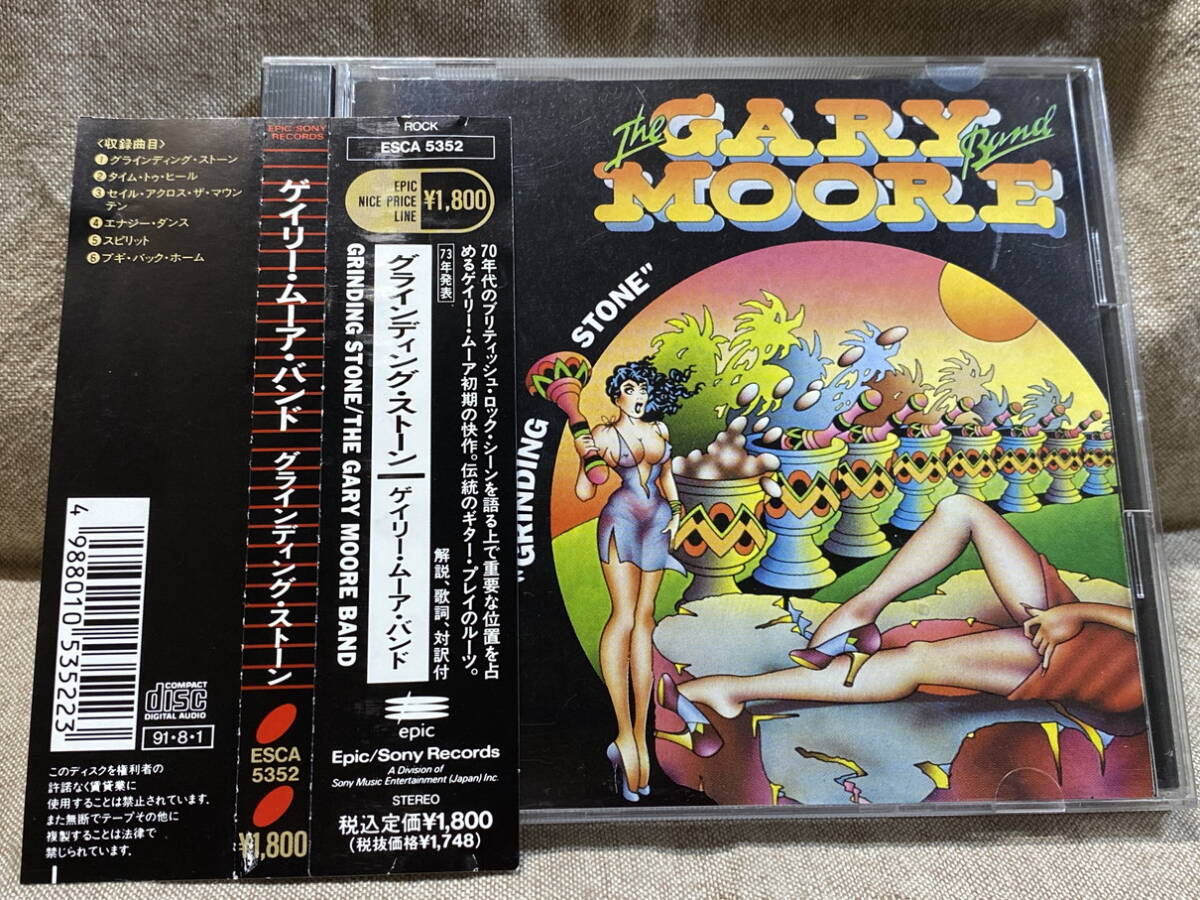 〈収録曲目〉
❶グラインディング・ストーン
❷タイム・トゥ・ヒール
❸セイル・アクロス・ザ・マウン
テン
❹エナジー・ダンス
❺スピリット
❻ブギ・バック・ホーム
4 988010 535223
COMPACT
disc
DIGITAL AUDIO
91・8・1
このディスクを権利者の
許諾なく賃貸業に
使用することは禁止されています。
また無断でテープその他に
複製することは法律で
禁じられています。
EPIC SONY
RECORDS
ゲイリー・ムーア・バンド グラインディング・ストーン
ESCA
5352
¥1,800
ROCK
ESCA 5352
EPIC
NICE PRICE
LINE
¥1,800
70年代のブリティッシュ・ロック・シーンを語る上で重要な位置を占
めるゲイリー・ムーア初期の快作。伝統のギター・プレイのルーツ。
73年発表
解説、歌詞、対訳付
グラインディング・ストーン
ゲイリー・ムーア・バンド
GRINDING STONE/THE GARY MOORE BAND
epic
Epic/Sony Records
A Division of
Sony Music Entertainment (Japan) Inc.
STEREO
税込定価¥1,800
(税抜価格¥1,748)
The GARY
MOORE Band
"GRINDING STONE"